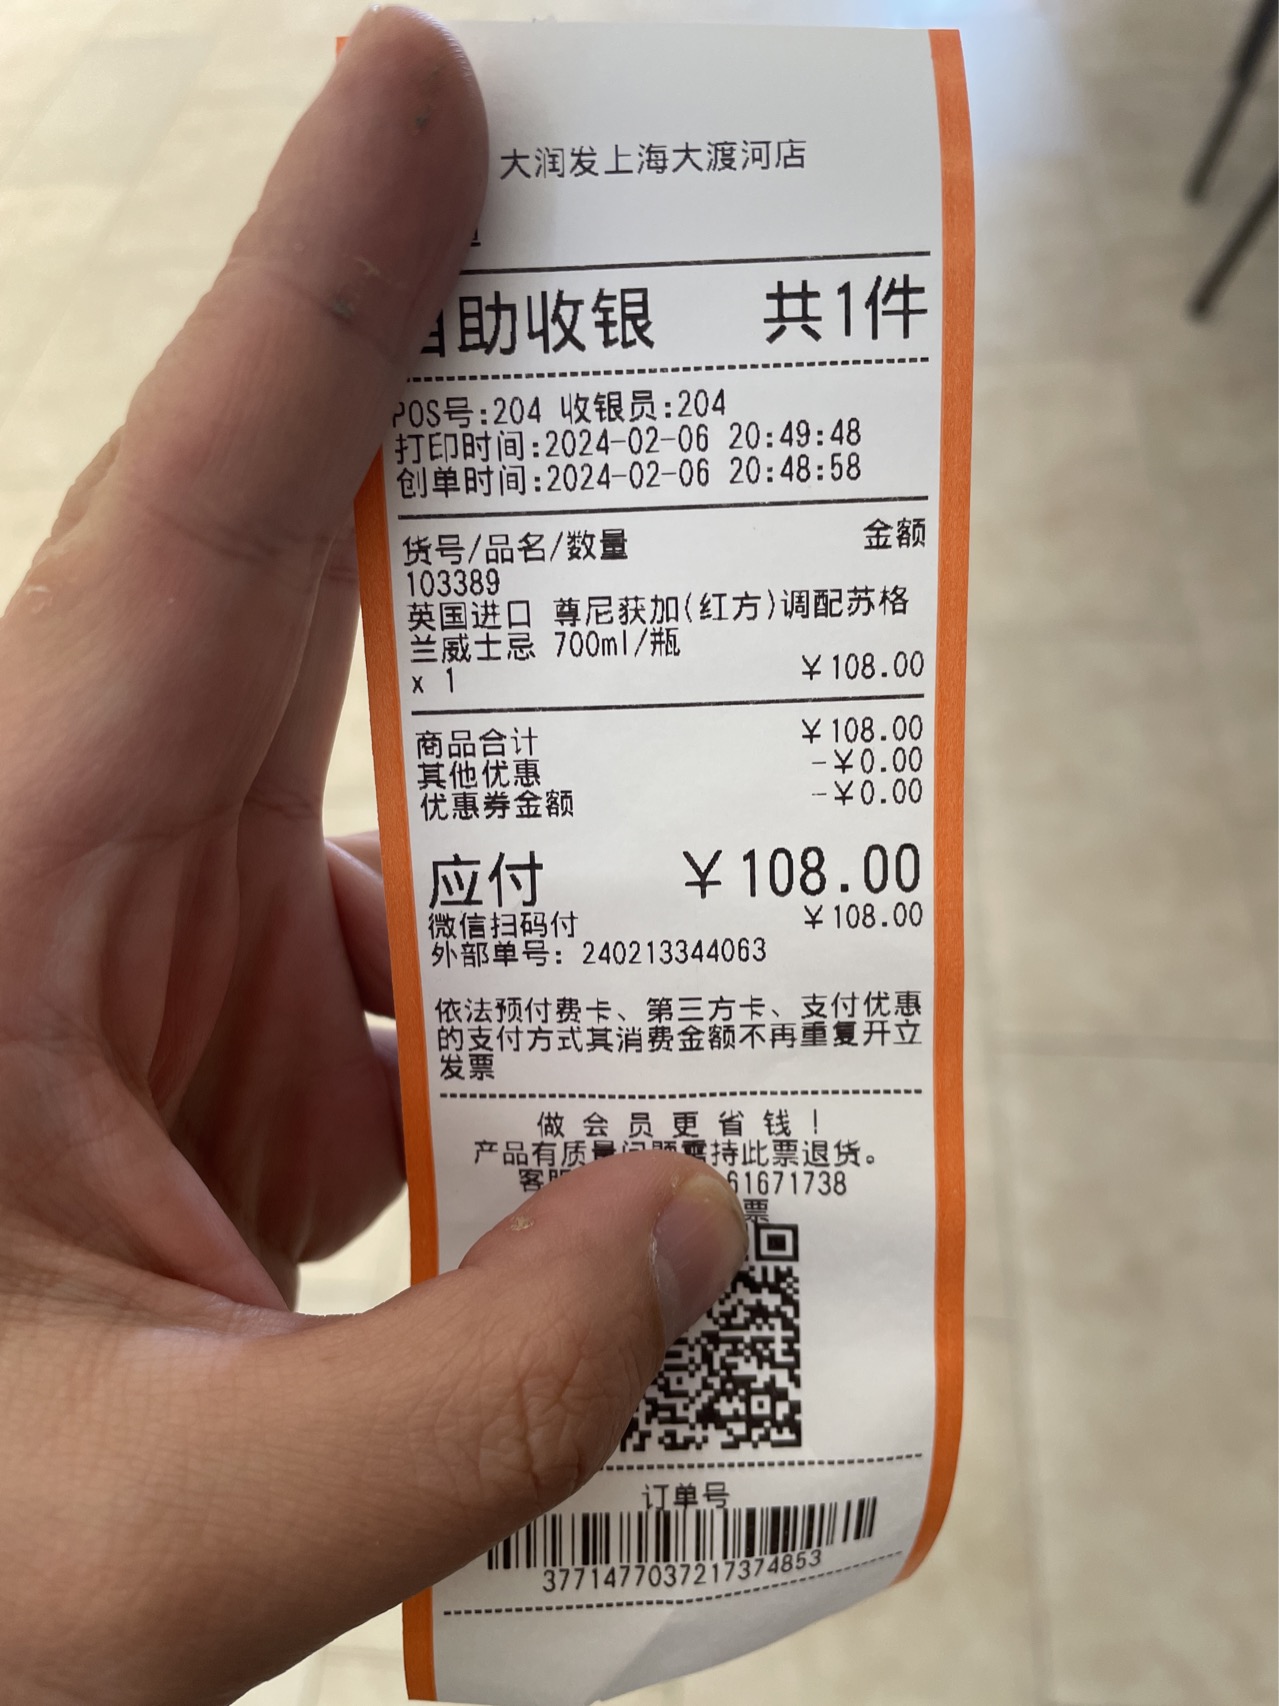 大润发上海大渡河店
自助收银 共1件
POS号:204 收银员:204
打印时间:2024-02-06 20:49:48
创单时间:2024-02-06 20:48:58
货号/品名/数量 金额
103389
英国进口 尊尼获加(红方)调配苏格
兰威士忌 700ml/瓶
x 1 ￥108.00
商品合计 ￥108.00
其他优惠 -￥0.00
优惠券金额 -￥0.00
应付 ￥108.00
微信扫码付 ￥108.00
外部单号: 240213344063
依法预付费卡、第三方卡、支付优惠
的支付方式其消费金额不再重复开立
发票
做会员更省钱!
产品有质量问题需持此票退货。
客服 61671738
票
订单号
3771477037217374853